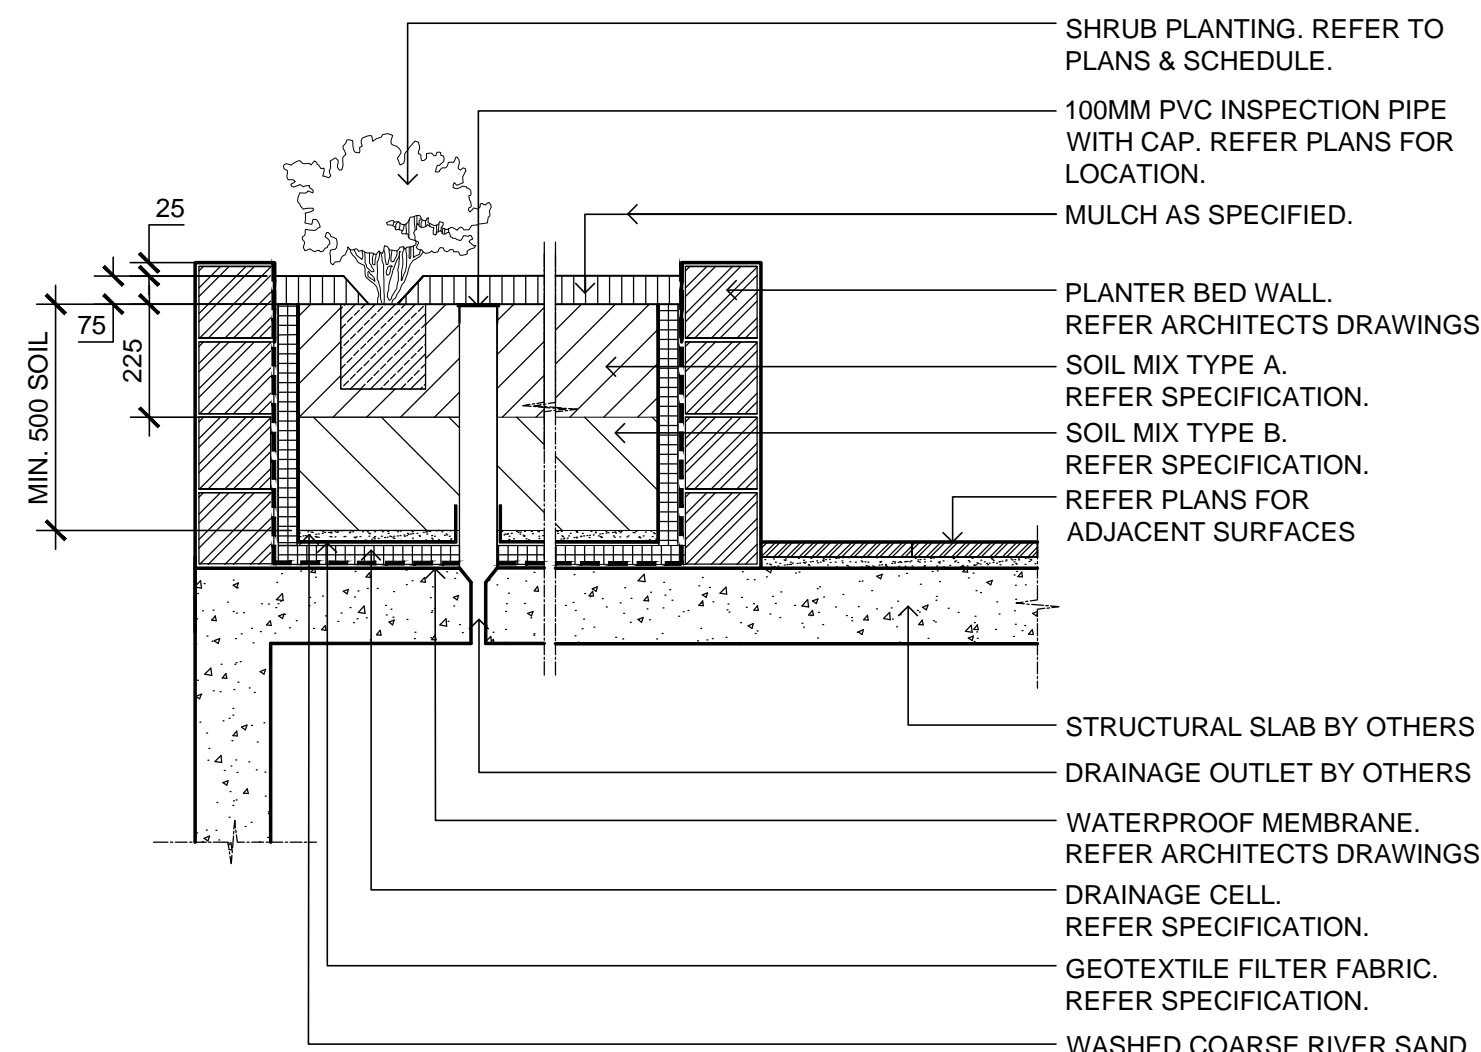 SHRUB PLANTING. REFER TO
PLANS & SCHEDULE.
100MM PVC INSPECTION PIPE
WITH CAP. REFER PLANS FOR
LOCATION.
MULCH AS SPECIFIED.
25
75
225
MIN. 500 SOIL
PLANTER BED WALL.
REFER ARCHITECTS DRAWINGS
SOIL MIX TYPE A.
REFER SPECIFICATION.
SOIL MIX TYPE B.
REFER SPECIFICATION.
REFER PLANS FOR
ADJACENT SURFACES
STRUCTURAL SLAB BY OTHERS
DRAINAGE OUTLET BY OTHERS
WATERPROOF MEMBRANE.
REFER ARCHITECTS DRAWINGS
DRAINAGE CELL.
REFER SPECIFICATION.
GEOTEXTILE FILTER FABRIC.
REFER SPECIFICATION.
WASHED COARSE RIVER SAND